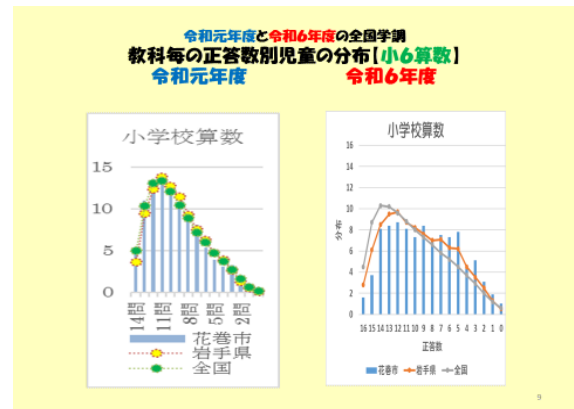 令和元年度と令和6年度の全国学調
教科毎の正答数別児童の分布【小6算数】
令和元年度
令和6年度
小学校算数
15
10
5
0
14問
11問
8問
5問
2問
花巻市
岩手県
全国
小学校算数
16
14
12
10
8
6
4
2
0
分布
16 15 14 13 12 11 10 9 8 7 6 5 4 3 2 1 0
正答数
花巻市 岩手県 全国
9